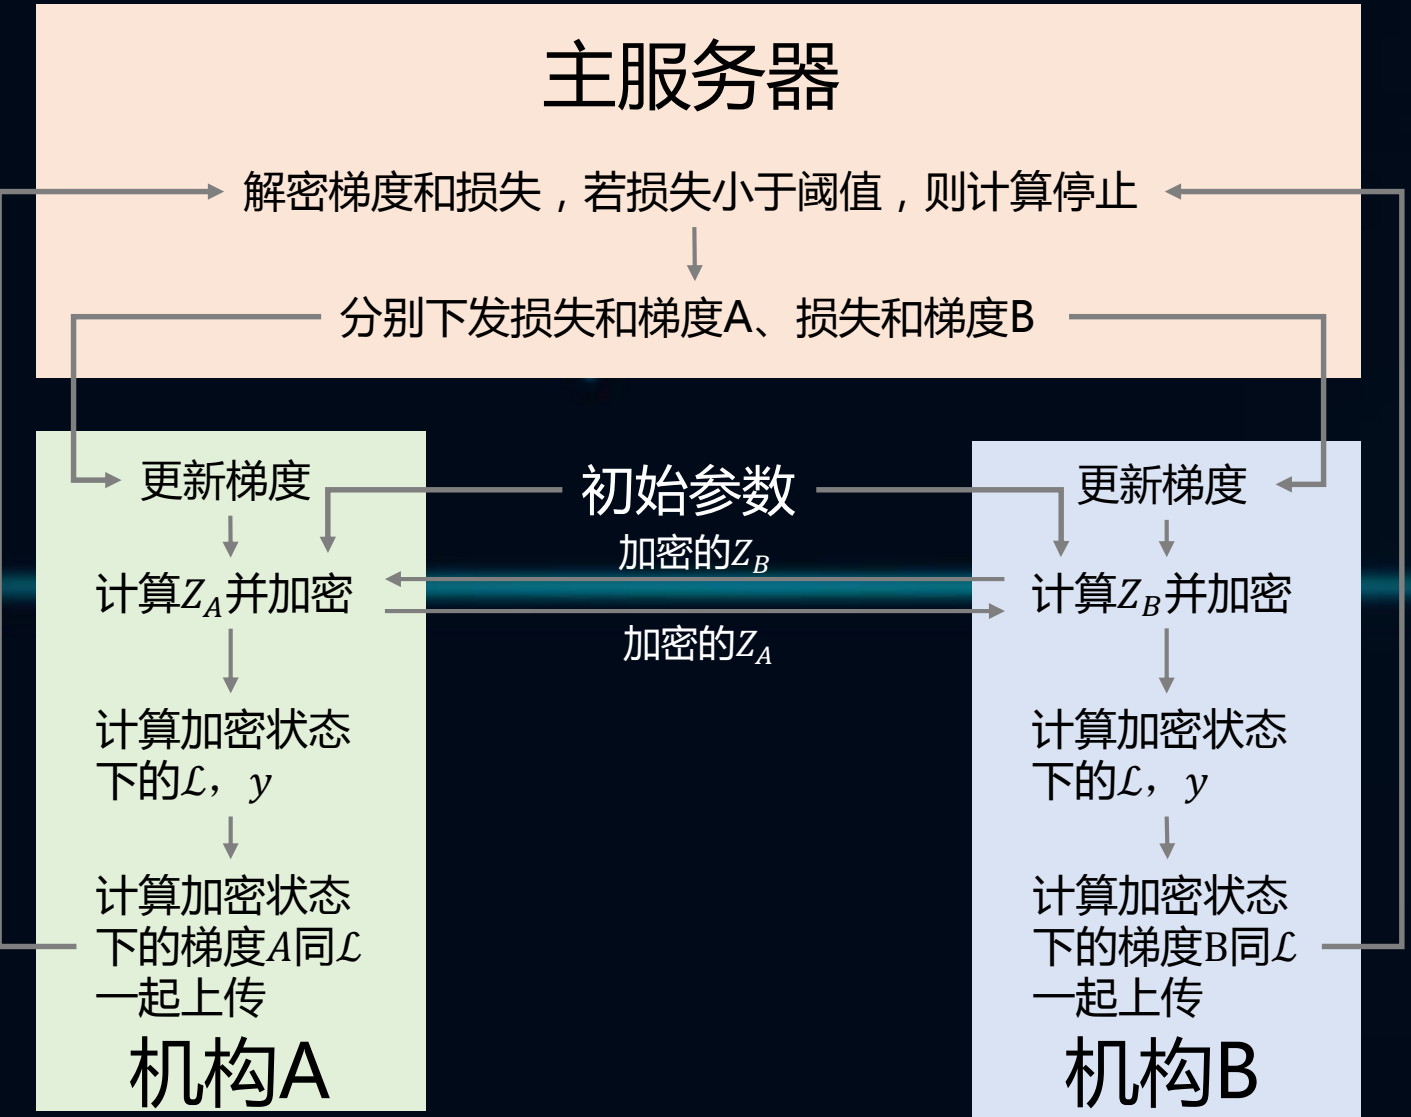 主服务器
解密梯度和损失，若损失小于阈值，则计算停止
分别下发损失和梯度A、损失和梯度B
更新梯度
初始参数
更新梯度
加密的Z_B
计算Z_A并加密
计算Z_B并加密
加密的Z_A
计算加密状态
下的ℒ，y
计算加密状态
下的ℒ，y
计算加密状态
下的梯度A同ℒ
一起上传
计算加密状态
下的梯度B同ℒ
一起上传
机构A
机构B